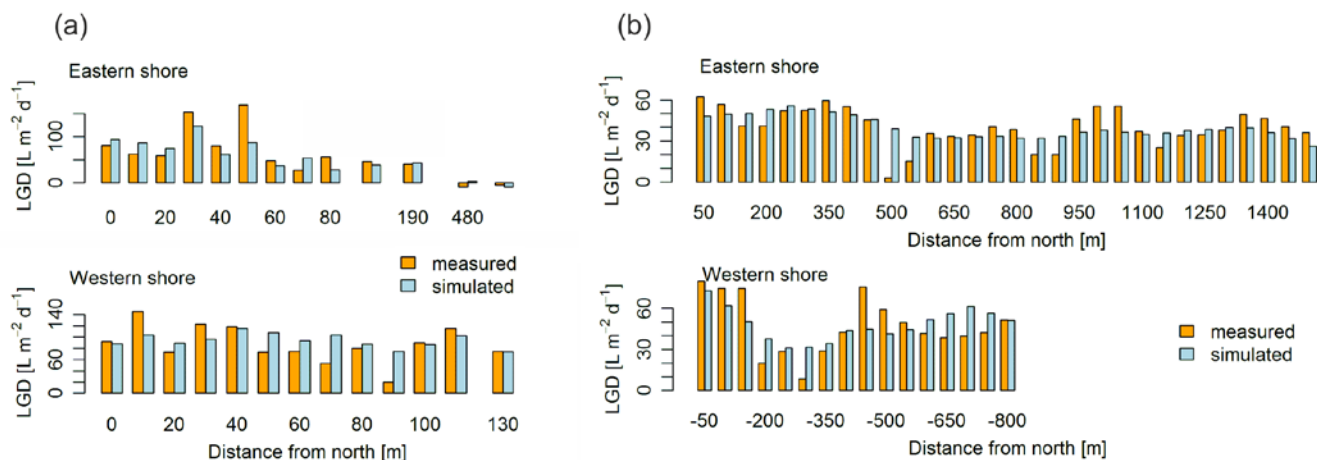 (a)
Eastern shore
LGD [L m⁻² d⁻¹]
100
0
0 20 40 60 80 190 480
Western shore
measured
simulated
LGD [L m⁻² d⁻¹]
140
60
0
0 20 40 60 80 100 130
Distance from north [m]
(b)
Eastern shore
LGD [L m⁻² d⁻¹]
60
30
0
50 200 350 500 650 800 950 1100 1250 1400
Distance from north [m]
Western shore
LGD [L m⁻² d⁻¹]
60
30
0
measured
simulated
-50 -200 -350 -500 -650 -800
Distance from north [m]